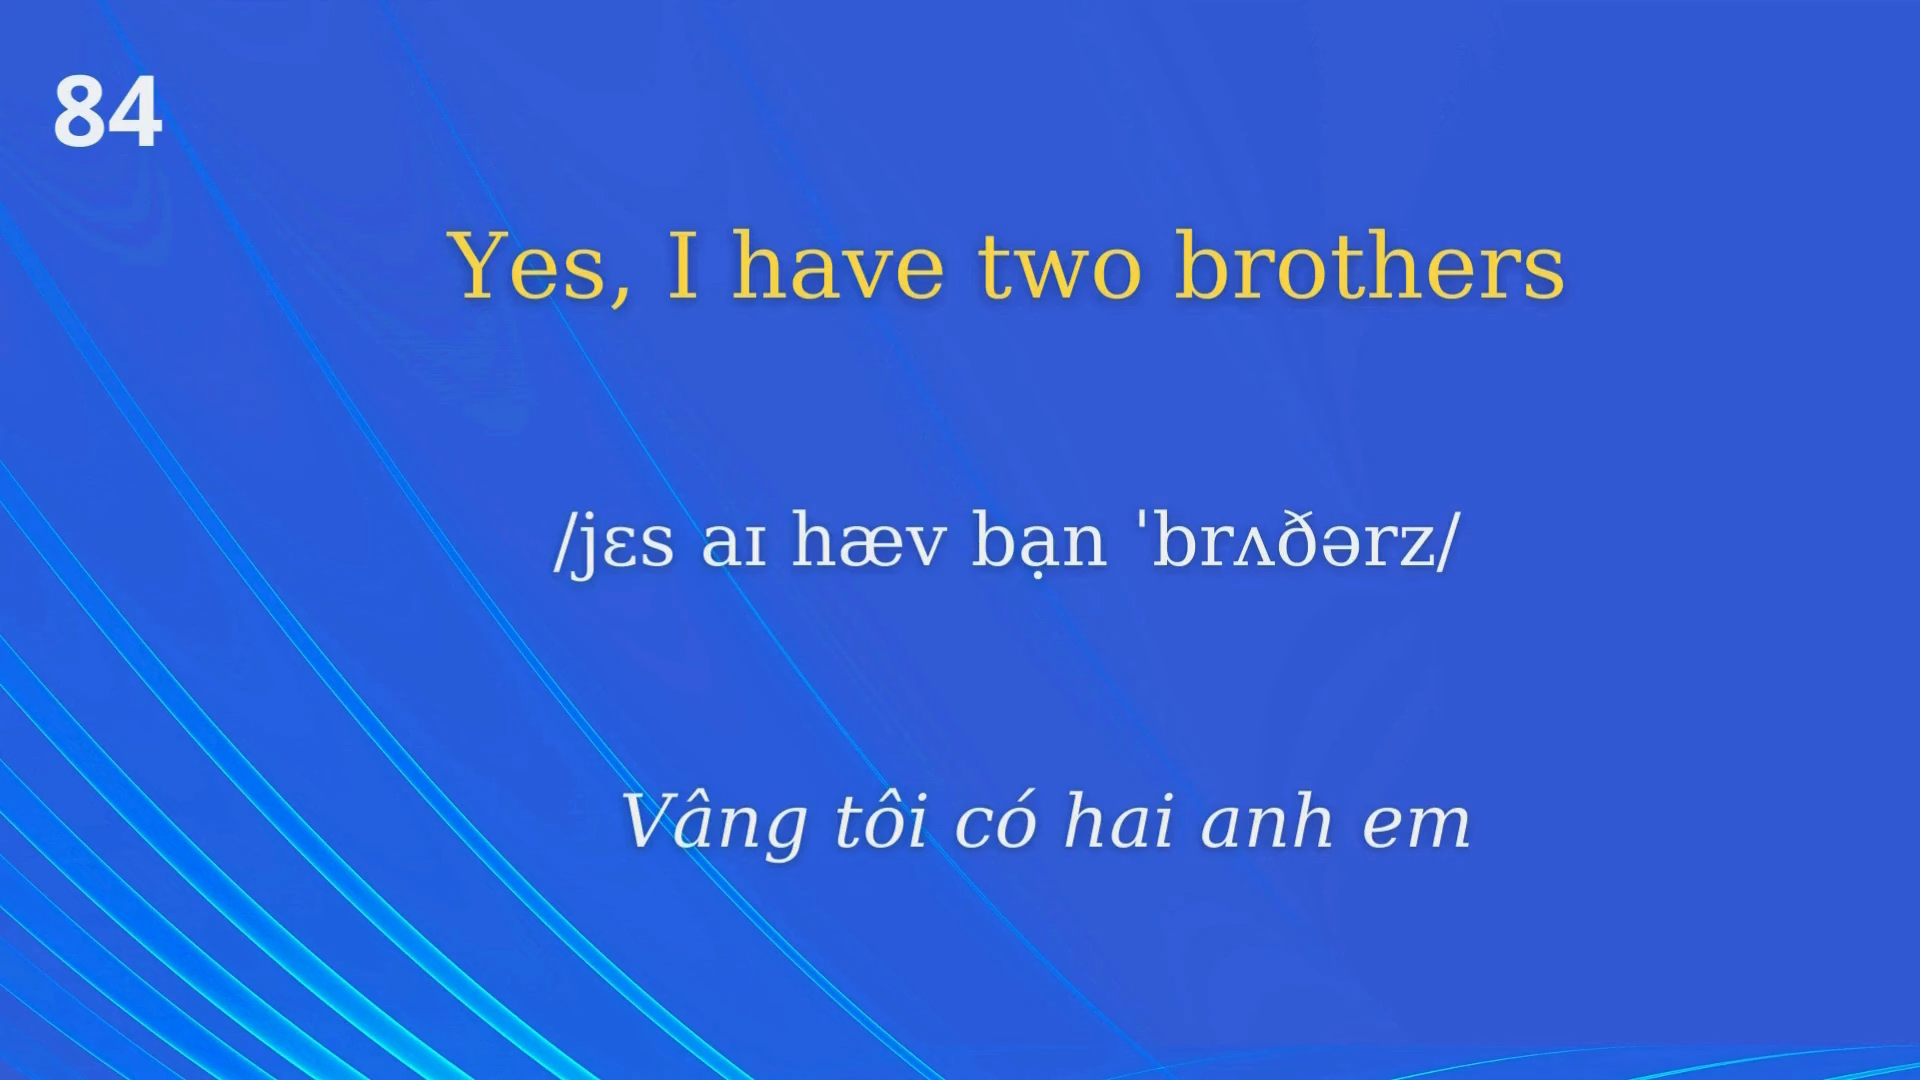 84
Yes, I have two brothers
/jɛs aɪ hæv bạn ˈbrʌðərz/
Vâng tôi có hai anh em